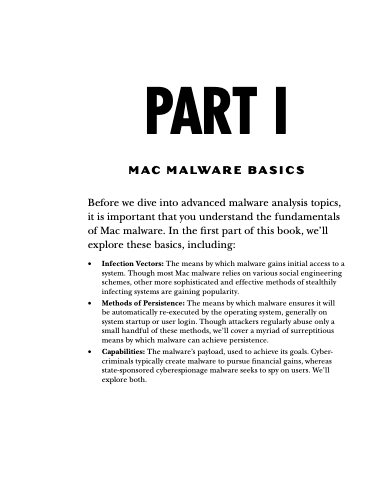 PART I
MAC MALWARE BASICS
Before we dive into advanced malware analysis topics,
it is important that you understand the fundamentals
of Mac malware. In the first part of this book, we’ll
explore these basics, including:
• Infection Vectors: The means by which malware gains initial access to a
system. Though most Mac malware relies on various social engineering
schemes, other more sophisticated and effective methods of stealthily
infecting systems are gaining popularity.
• Methods of Persistence: The means by which malware ensures it will
be automatically re-executed by the operating system, generally on
system startup or user login. Though attackers regularly abuse only a
small handful of these methods, we’ll cover a myriad of surreptitious
means by which malware can achieve persistence.
• Capabilities: The malware’s payload, used to achieve its goals. Cyber-
criminals typically create malware to pursue financial gains, whereas
state-sponsored cyberespionage malware seeks to spy on users. We’ll
explore both.